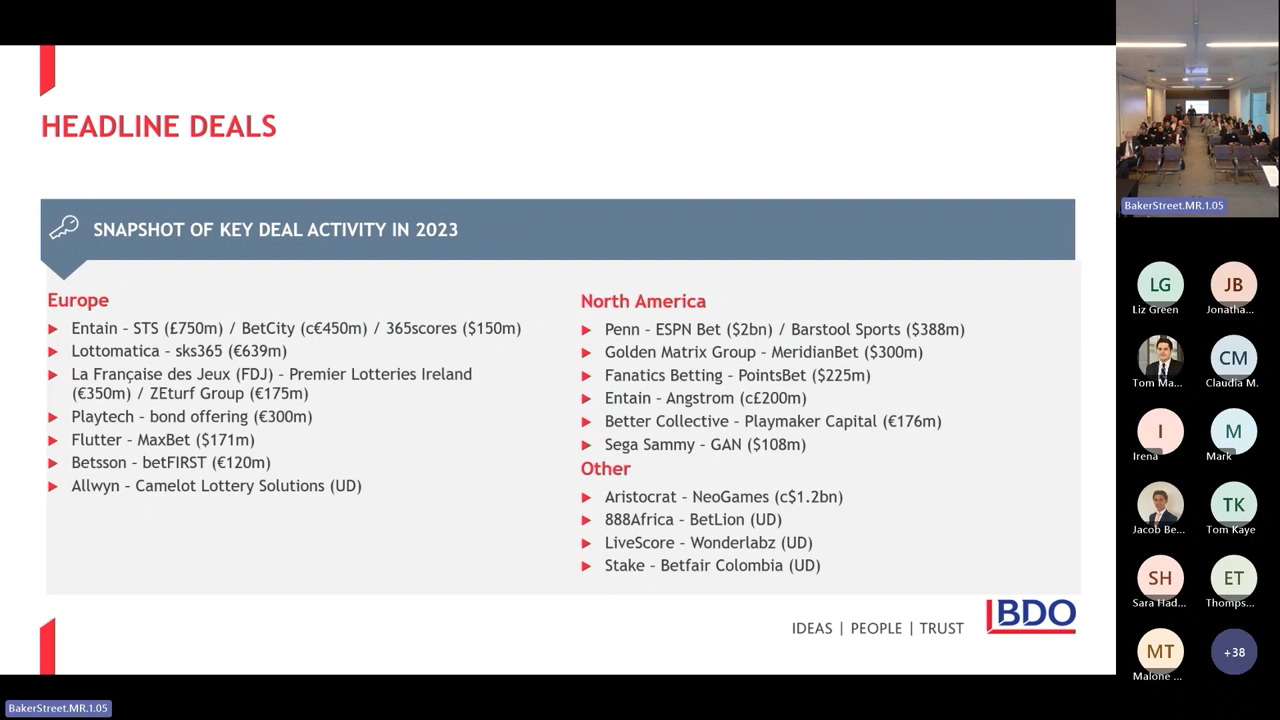 HEADLINE DEALS
SNAPSHOT OF KEY DEAL ACTIVITY IN 2023
Europe
Entain – STS (£750m) / BetCity (c€450m) / 365scores ($150m)
Lottomatica – sks365 (€639m)
La Française des Jeux (FDJ) – Premier Lotteries Ireland
(€350m) / ZEturf Group (€175m)
Playtech – bond offering (€300m)
Flutter – MaxBet ($171m)
Betsson – betFIRST (€120m)
Allwyn – Camelot Lottery Solutions (UD)
North America
Penn – ESPN Bet ($2bn) / Barstool Sports ($388m)
Golden Matrix Group – MeridianBet ($300m)
Fanatics Betting – PointsBet ($225m)
Entain – Angstrom (c£200m)
Better Collective – Playmaker Capital (€176m)
Sega Sammy – GAN ($108m)
Other
Aristocrat – NeoGames (c$1.2bn)
888Africa – BetLion (UD)
LiveScore – Wonderlabz (UD)
Stake – Betfair Colombia (UD)
IDEAS | PEOPLE | TRUST
BDO
BakerStreet.MR.1.05
BakerStreet.MR.1.05
LG
Liz Green
JB
Jonatha...
Tom Ma...
CM
Claudia M.
I
Irena
M
Mark
Jacob Be...
TK
Tom Kaye
SH
Sara Had...
ET
Thomps...
MT
Malone ...
+38